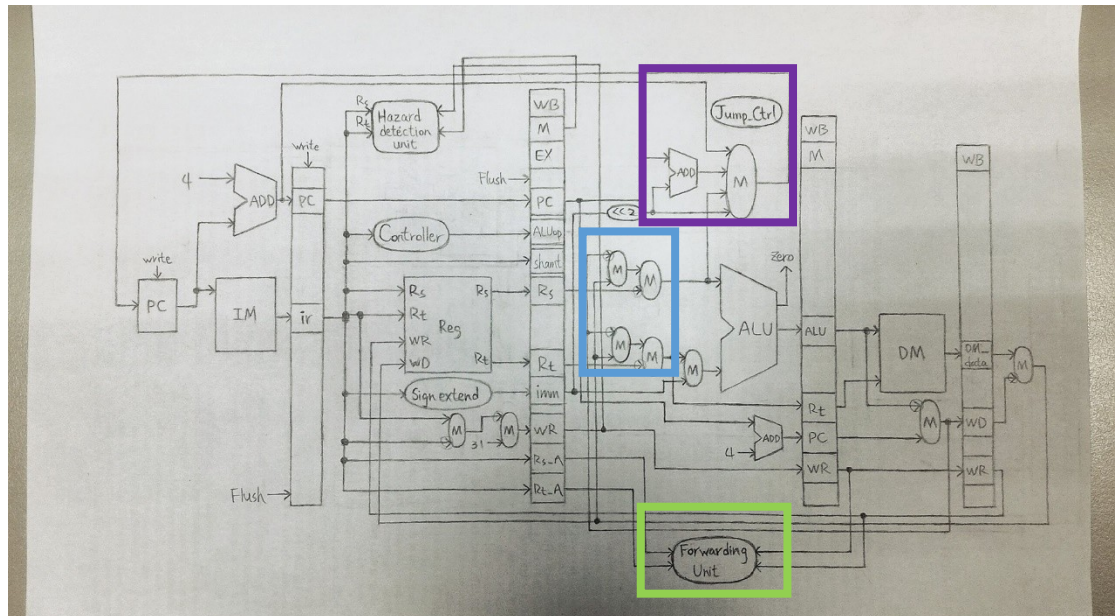 Rs
Rt
Hazard
detection
unit
WB
M
EX
Flush
PC
ALUop
shamt
Rs
Rt
imm
WR
Rs_A
Rt_A
Jump_Ctrl
ADD
M
<<2
WB
M
WB
write
4
ADD
PC
Controller
write
PC
IM
ir
Rs
Rt
WR
WD
Reg
Rs
Rt
Sign extend
M
M
31
M
M
M
M
M
zero
ALU
ALU
Rt
PC
WR
4
ADD
DM
DM_
data
M
M
WD
WR
Flush
Forwarding
Unit